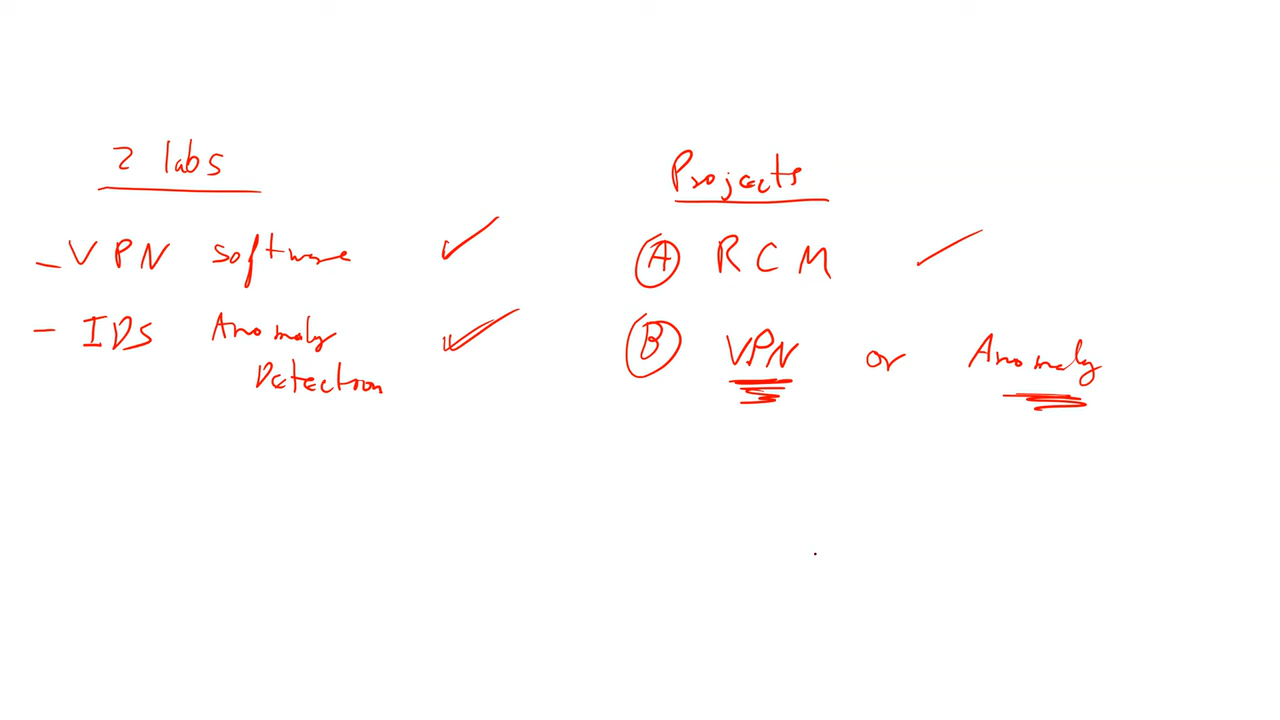 2 labs
- VPN software
- IDS Anomaly
Detection
Projects
A RCM
B VPN or Anomaly